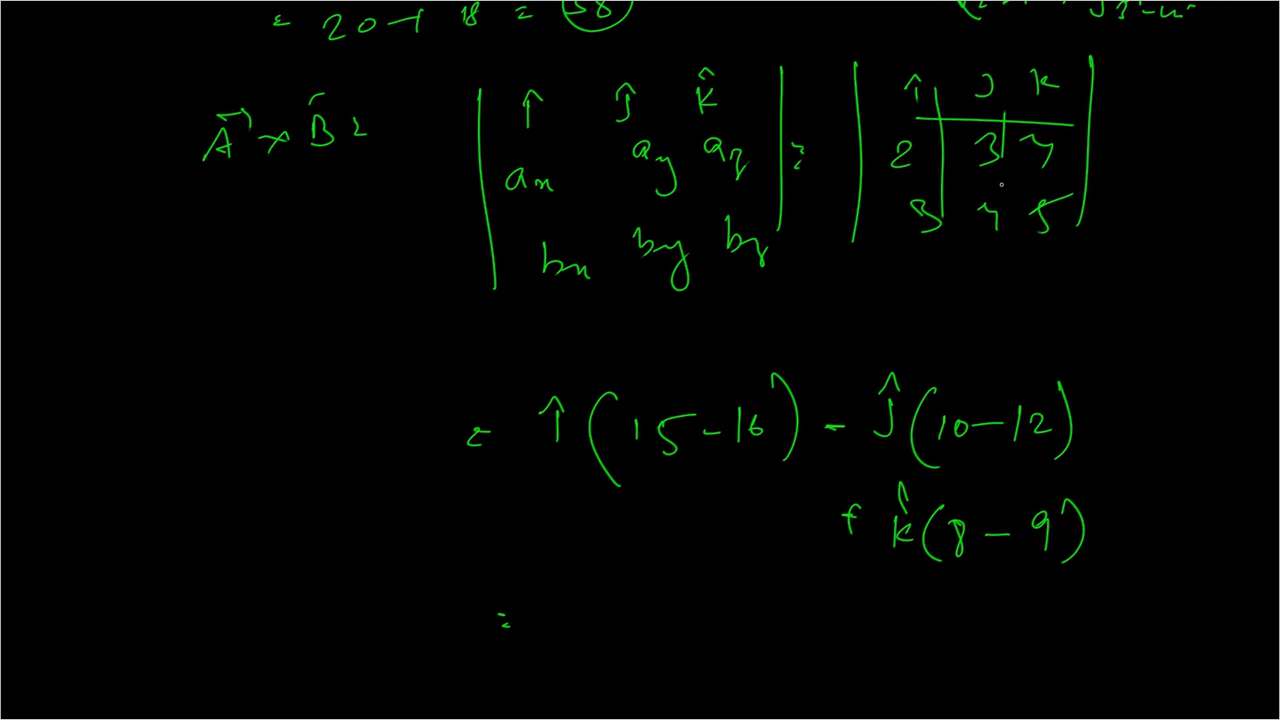 = 20+18 = 38
A × B = | î ĵ k̂ | = | î j k |
| ax ay az | | 2 3 4 |
| bx by bz | | 3 4 5 |
= î (15-16) - ĵ (10-12)
+ k̂ (8-9)
=